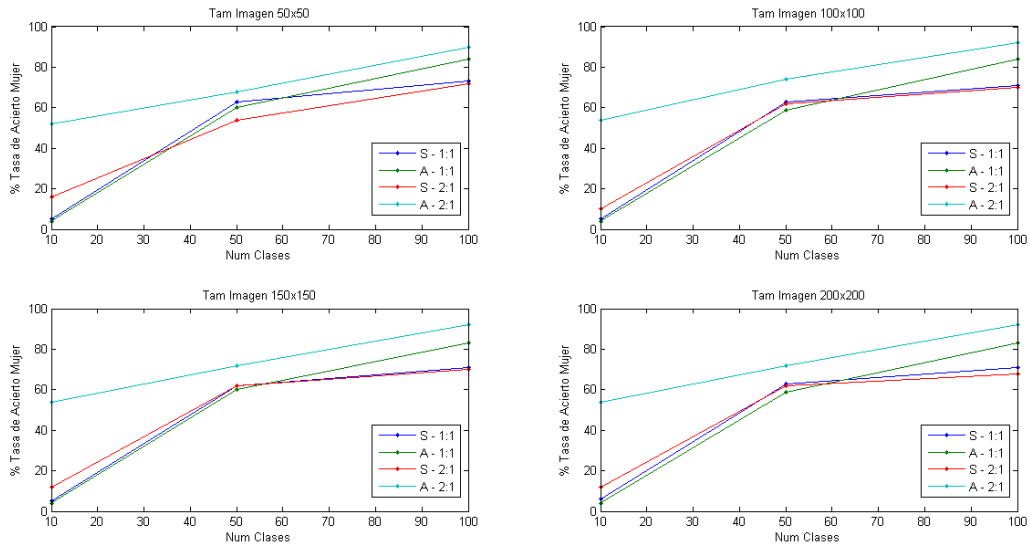 Tam Imagen 50x50
100
80
60
40
20
0
% Tasa de Acierto Mujer
10 20 30 40 50 60 70 80 90 100
Num Clases
S - 1:1
A - 1:1
S - 2:1
A - 2:1
Tam Imagen 100x100
100
80
60
40
20
0
% Tasa de Acierto Mujer
10 20 30 40 50 60 70 80 90 100
Num Clases
S - 1:1
A - 1:1
S - 2:1
A - 2:1
Tam Imagen 150x150
100
80
60
40
20
0
% Tasa de Acierto Mujer
10 20 30 40 50 60 70 80 90 100
Num Clases
S - 1:1
A - 1:1
S - 2:1
A - 2:1
Tam Imagen 200x200
100
80
60
40
20
0
% Tasa de Acierto Mujer
10 20 30 40 50 60 70 80 90 100
Num Clases
S - 1:1
A - 1:1
S - 2:1
A - 2:1